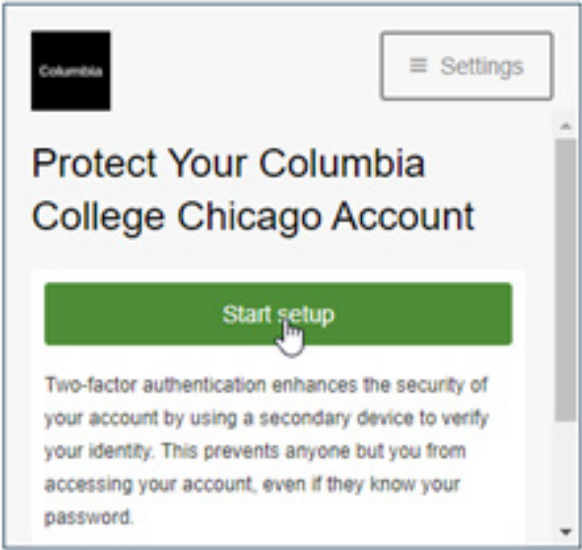 Columbia
≡ Settings
Protect Your Columbia
College Chicago Account
Start setup
Two-factor authentication enhances the security of
your account by using a secondary device to verify
your identity. This prevents anyone but you from
accessing your account, even if they know your
password.